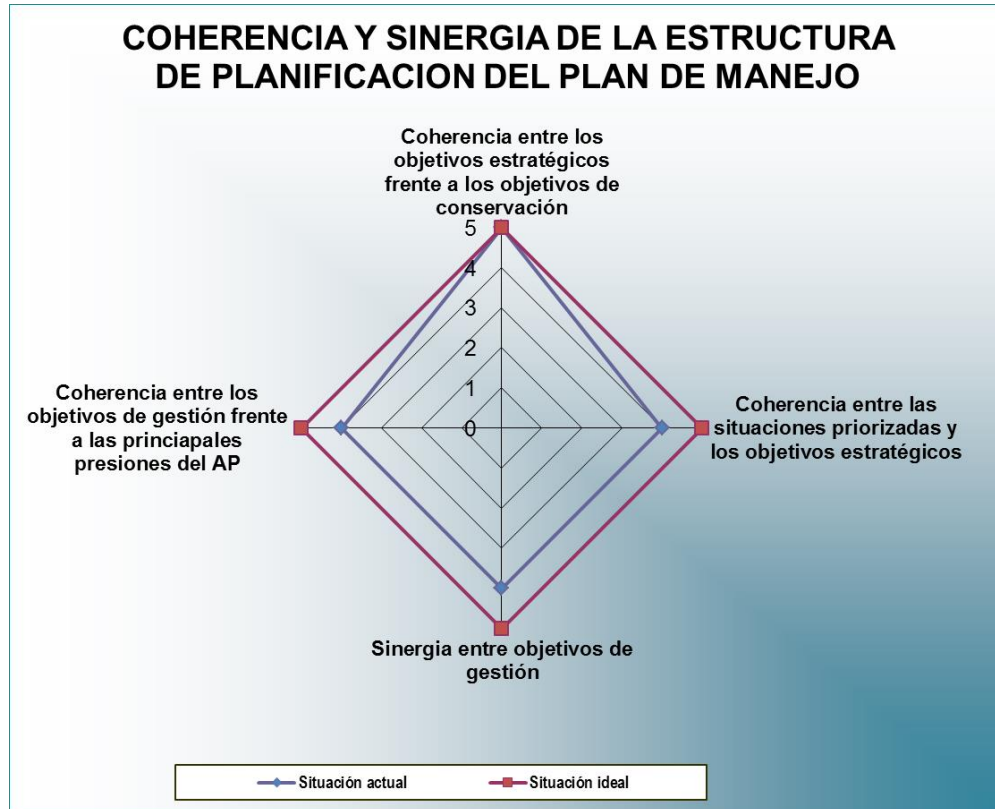 COHERENCIA Y SINERGIA DE LA ESTRUCTURA
DE PLANIFICACION DEL PLAN DE MANEJO
Coherencia entre los
objetivos estratégicos
frente a los objetivos de
conservación
5
4
3
2
1
0
Coherencia entre los
objetivos de gestión frente
a las princiapales
presiones del AP
Coherencia entre las
situaciones priorizadas y
los objetivos estratégicos
Sinergia entre objetivos de
gestión
Situación actual
Situación ideal